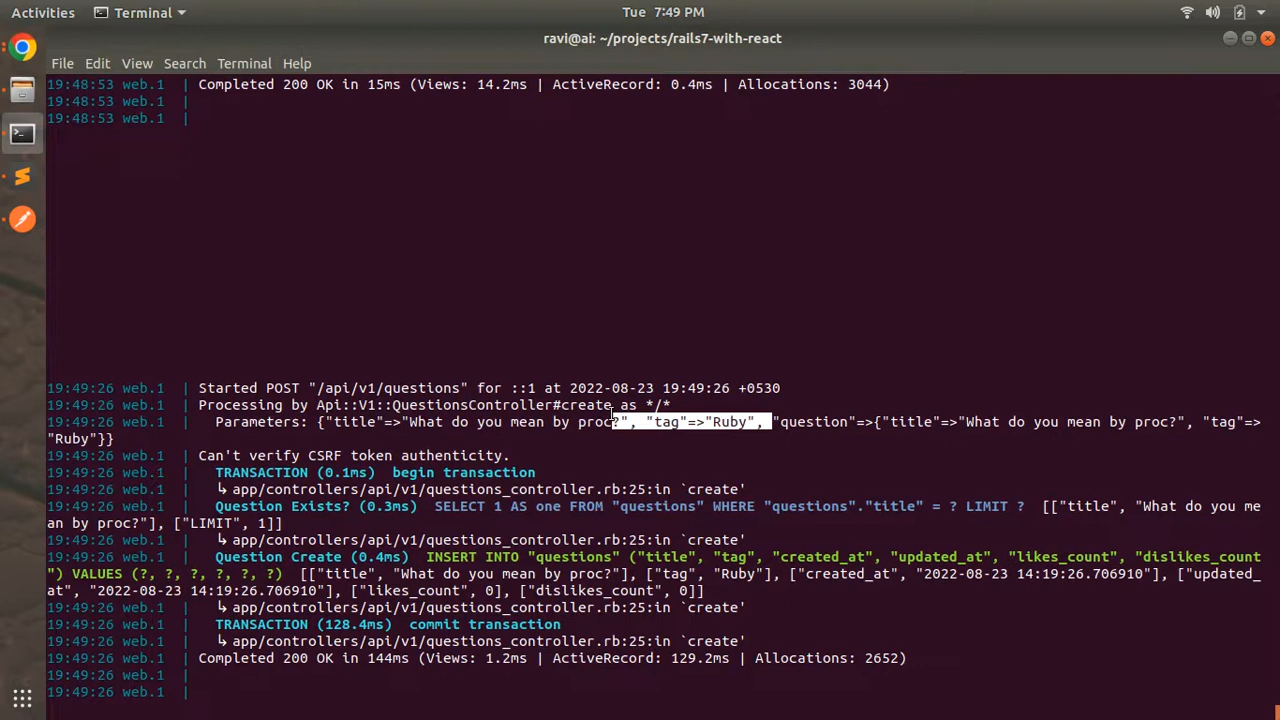 Activities Terminal Tue 7:49 PM
ravi@ai: ~/projects/rails7-with-react
File Edit View Search Terminal Help
19:48:53 web.1 | Completed 200 OK in 15ms (Views: 14.2ms | ActiveRecord: 0.4ms | Allocations: 3044)
19:48:53 web.1 |
19:48:53 web.1 |
19:49:26 web.1 | Started POST "/api/v1/questions" for ::1 at 2022-08-23 19:49:26 +0530
19:49:26 web.1 | Processing by Api::V1::QuestionsController#create as */*
19:49:26 web.1 | Parameters: {"title"=>"What do you mean by proc?", "tag"=>"Ruby", "question"=>{"title"=>"What do you mean by proc?", "tag"=>
"Ruby"}}
19:49:26 web.1 | Can't verify CSRF token authenticity.
19:49:26 web.1 | TRANSACTION (0.1ms) begin transaction
19:49:26 web.1 | ↳ app/controllers/api/v1/questions_controller.rb:25:in `create'
19:49:26 web.1 | Question Exists? (0.3ms) SELECT 1 AS one FROM "questions" WHERE "questions"."title" = ? LIMIT ? [["title", "What do you me
an by proc?"], ["LIMIT", 1]]
19:49:26 web.1 | ↳ app/controllers/api/v1/questions_controller.rb:25:in `create'
19:49:26 web.1 | Question Create (0.4ms) INSERT INTO "questions" ("title", "tag", "created_at", "updated_at", "likes_count", "dislikes_count
") VALUES (?, ?, ?, ?, ?, ?) [["title", "What do you mean by proc?"], ["tag", "Ruby"], ["created_at", "2022-08-23 14:19:26.706910"], ["updated_
at", "2022-08-23 14:19:26.706910"], ["likes_count", 0], ["dislikes_count", 0]]
19:49:26 web.1 | ↳ app/controllers/api/v1/questions_controller.rb:25:in `create'
19:49:26 web.1 | TRANSACTION (128.4ms) commit transaction
19:49:26 web.1 | ↳ app/controllers/api/v1/questions_controller.rb:25:in `create'
19:49:26 web.1 | Completed 200 OK in 144ms (Views: 1.2ms | ActiveRecord: 129.2ms | Allocations: 2652)
19:49:26 web.1 |
19:49:26 web.1 |